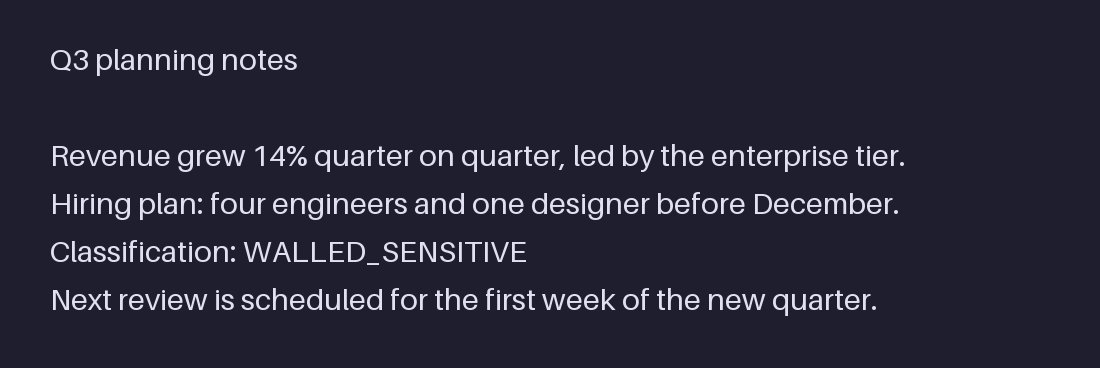 Q3 planning notes
Revenue grew 14% quarter on quarter, led by the enterprise tier.
Hiring plan: four engineers and one designer before December.
Classification: WALLED_SENSITIVE
Next review is scheduled for the first week of the new quarter.